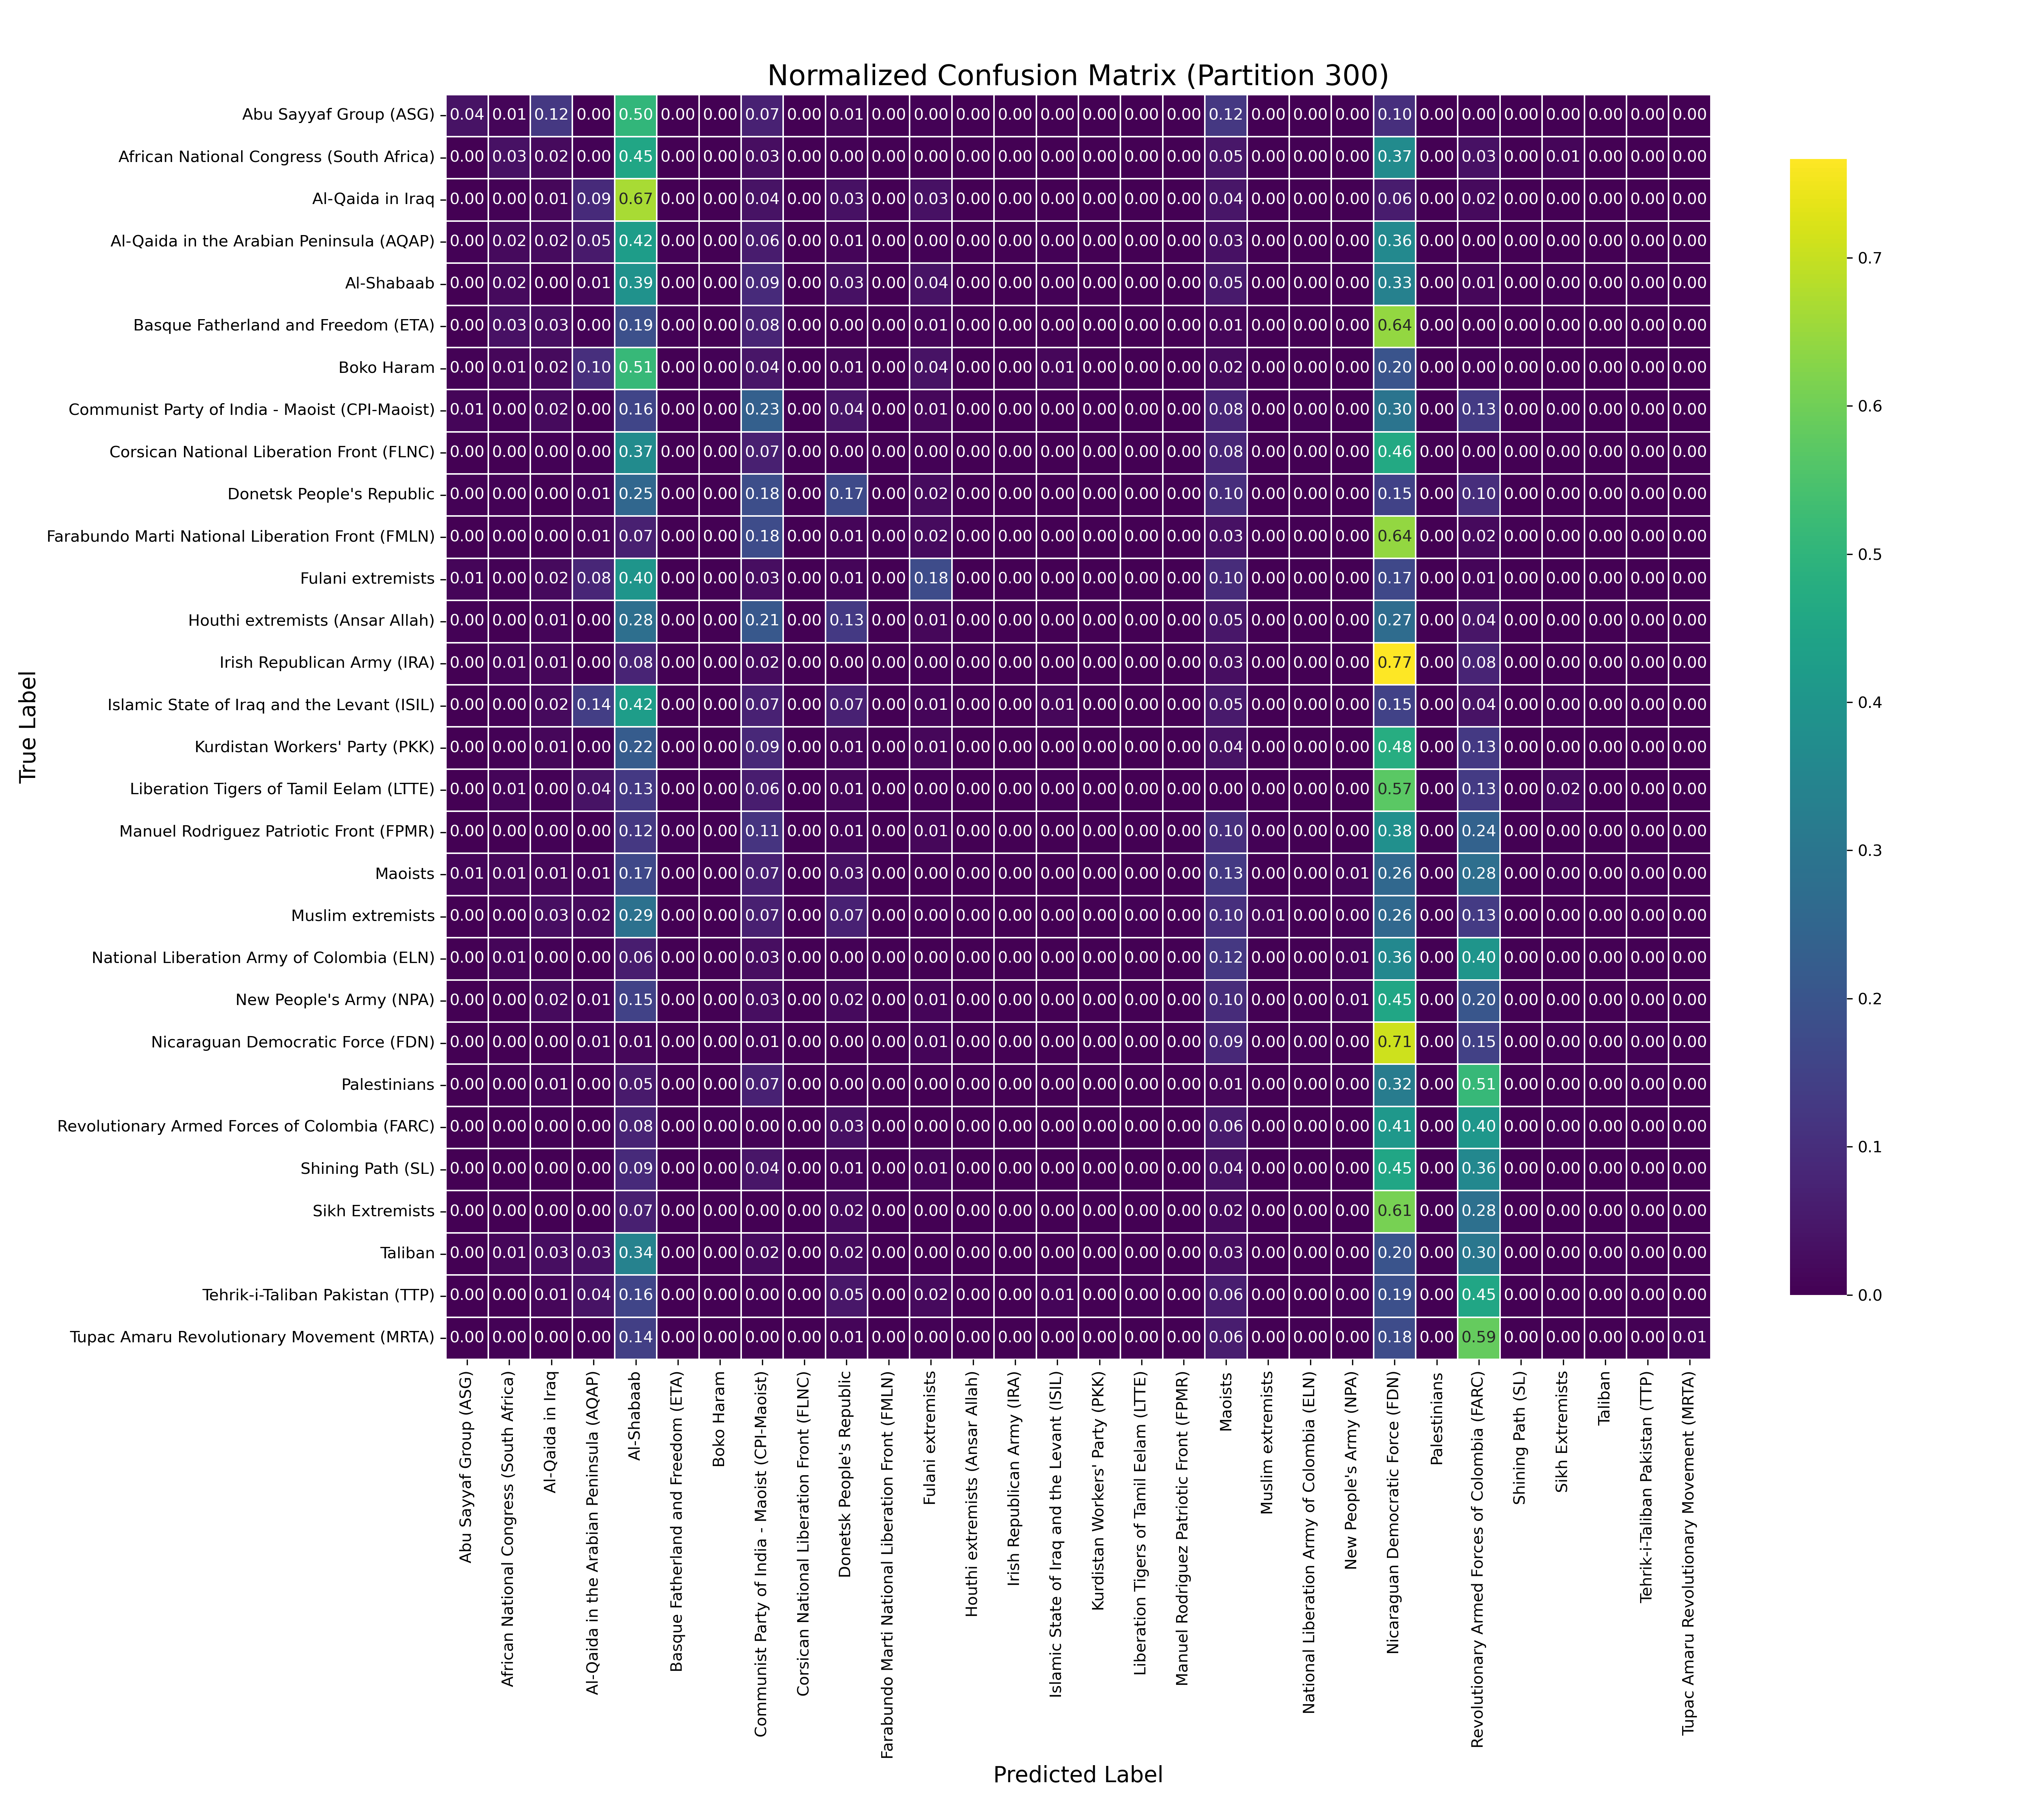 Normalized Confusion Matrix (Partition 300)
Abu Sayyaf Group (ASG) 0.04 0.01 0.12 0.00 0.50 0.00 0.00 0.07 0.00 0.01 0.00 0.00 0.00 0.00 0.00 0.00 0.00 0.00 0.12 0.00 0.00 0.00 0.10 0.00 0.00 0.00 0.00 0.00 0.00 0.00
African National Congress (South Africa) 0.00 0.03 0.02 0.00 0.45 0.00 0.00 0.03 0.00 0.00 0.00 0.00 0.00 0.00 0.00 0.00 0.00 0.00 0.05 0.00 0.00 0.00 0.37 0.00 0.03 0.00 0.01 0.00 0.00 0.00
Al-Qaida in Iraq 0.00 0.00 0.01 0.09 0.67 0.00 0.00 0.04 0.00 0.03 0.00 0.03 0.00 0.00 0.00 0.00 0.00 0.00 0.04 0.00 0.00 0.00 0.06 0.00 0.02 0.00 0.00 0.00 0.00 0.00
Al-Qaida in the Arabian Peninsula (AQAP) 0.00 0.02 0.02 0.05 0.42 0.00 0.00 0.06 0.00 0.01 0.00 0.00 0.00 0.00 0.00 0.00 0.00 0.00 0.03 0.00 0.00 0.00 0.36 0.00 0.00 0.00 0.00 0.00 0.00 0.00
Al-Shabaab 0.00 0.02 0.00 0.01 0.39 0.00 0.00 0.09 0.00 0.03 0.00 0.04 0.00 0.00 0.00 0.00 0.00 0.00 0.05 0.00 0.00 0.00 0.33 0.00 0.01 0.00 0.00 0.00 0.00 0.00
Basque Fatherland and Freedom (ETA) 0.00 0.03 0.03 0.00 0.19 0.00 0.00 0.08 0.00 0.00 0.00 0.01 0.00 0.00 0.00 0.00 0.00 0.00 0.01 0.00 0.00 0.00 0.64 0.00 0.00 0.00 0.00 0.00 0.00 0.00
Boko Haram 0.00 0.01 0.02 0.10 0.51 0.00 0.00 0.04 0.00 0.01 0.00 0.04 0.00 0.00 0.01 0.00 0.00 0.00 0.02 0.00 0.00 0.00 0.20 0.00 0.00 0.00 0.00 0.00 0.00 0.00
Communist Party of India - Maoist (CPI-Maoist) 0.01 0.00 0.02 0.00 0.16 0.00 0.00 0.23 0.00 0.04 0.00 0.01 0.00 0.00 0.00 0.00 0.00 0.00 0.08 0.00 0.00 0.00 0.30 0.00 0.13 0.00 0.00 0.00 0.00 0.00
Corsican National Liberation Front (FLNC) 0.00 0.00 0.00 0.00 0.37 0.00 0.00 0.07 0.00 0.00 0.00 0.00 0.00 0.00 0.00 0.00 0.00 0.00 0.08 0.00 0.00 0.00 0.46 0.00 0.00 0.00 0.00 0.00 0.00 0.00
Donetsk People's Republic 0.00 0.00 0.00 0.01 0.25 0.00 0.00 0.18 0.00 0.17 0.00 0.02 0.00 0.00 0.00 0.00 0.00 0.00 0.10 0.00 0.00 0.00 0.15 0.00 0.10 0.00 0.00 0.00 0.00 0.00
Farabundo Marti National Liberation Front (FMLN) 0.00 0.00 0.00 0.01 0.07 0.00 0.00 0.18 0.00 0.01 0.00 0.02 0.00 0.00 0.00 0.00 0.00 0.00 0.03 0.00 0.00 0.00 0.64 0.00 0.02 0.00 0.00 0.00 0.00 0.00
Fulani extremists 0.01 0.00 0.02 0.08 0.40 0.00 0.00 0.03 0.00 0.01 0.00 0.18 0.00 0.00 0.00 0.00 0.00 0.00 0.10 0.00 0.00 0.00 0.17 0.00 0.01 0.00 0.00 0.00 0.00 0.00
Houthi extremists (Ansar Allah) 0.00 0.00 0.01 0.00 0.28 0.00 0.00 0.21 0.00 0.13 0.00 0.01 0.00 0.00 0.00 0.00 0.00 0.00 0.05 0.00 0.00 0.00 0.27 0.00 0.04 0.00 0.00 0.00 0.00 0.00
Irish Republican Army (IRA) 0.00 0.01 0.01 0.00 0.08 0.00 0.00 0.02 0.00 0.00 0.00 0.00 0.00 0.00 0.00 0.00 0.00 0.00 0.03 0.00 0.00 0.00 0.77 0.00 0.08 0.00 0.00 0.00 0.00 0.00
Islamic State of Iraq and the Levant (ISIL) 0.00 0.00 0.02 0.14 0.42 0.00 0.00 0.07 0.00 0.07 0.00 0.01 0.00 0.00 0.01 0.00 0.00 0.00 0.05 0.00 0.00 0.00 0.15 0.00 0.04 0.00 0.00 0.00 0.00 0.00
Kurdistan Workers' Party (PKK) 0.00 0.00 0.01 0.00 0.22 0.00 0.00 0.09 0.00 0.01 0.00 0.01 0.00 0.00 0.00 0.00 0.00 0.00 0.04 0.00 0.00 0.00 0.48 0.00 0.13 0.00 0.00 0.00 0.00 0.00
Liberation Tigers of Tamil Eelam (LTTE) 0.00 0.01 0.00 0.04 0.13 0.00 0.00 0.06 0.00 0.01 0.00 0.00 0.00 0.00 0.00 0.00 0.00 0.00 0.00 0.00 0.00 0.00 0.57 0.00 0.13 0.00 0.02 0.00 0.00 0.00
Manuel Rodriguez Patriotic Front (FPMR) 0.00 0.00 0.00 0.00 0.12 0.00 0.00 0.11 0.00 0.01 0.00 0.01 0.00 0.00 0.00 0.00 0.00 0.00 0.10 0.00 0.00 0.00 0.38 0.00 0.24 0.00 0.00 0.00 0.00 0.00
Maoists 0.01 0.01 0.01 0.01 0.17 0.00 0.00 0.07 0.00 0.03 0.00 0.00 0.00 0.00 0.00 0.00 0.00 0.00 0.13 0.00 0.00 0.01 0.26 0.00 0.28 0.00 0.00 0.00 0.00 0.00
Muslim extremists 0.00 0.00 0.03 0.02 0.29 0.00 0.00 0.07 0.00 0.07 0.00 0.00 0.00 0.00 0.00 0.00 0.00 0.00 0.10 0.01 0.00 0.00 0.26 0.00 0.13 0.00 0.00 0.00 0.00 0.00
National Liberation Army of Colombia (ELN) 0.00 0.01 0.00 0.00 0.06 0.00 0.00 0.03 0.00 0.00 0.00 0.00 0.00 0.00 0.00 0.00 0.00 0.00 0.12 0.00 0.00 0.01 0.36 0.00 0.40 0.00 0.00 0.00 0.00 0.00
New People's Army (NPA) 0.00 0.00 0.02 0.01 0.15 0.00 0.00 0.03 0.00 0.02 0.00 0.01 0.00 0.00 0.00 0.00 0.00 0.00 0.10 0.00 0.00 0.01 0.45 0.00 0.20 0.00 0.00 0.00 0.00 0.00
Nicaraguan Democratic Force (FDN) 0.00 0.00 0.00 0.01 0.01 0.00 0.00 0.01 0.00 0.00 0.00 0.01 0.00 0.00 0.00 0.00 0.00 0.00 0.09 0.00 0.00 0.00 0.71 0.00 0.15 0.00 0.00 0.00 0.00 0.00
Palestinians 0.00 0.00 0.01 0.00 0.05 0.00 0.00 0.07 0.00 0.00 0.00 0.00 0.00 0.00 0.00 0.00 0.00 0.00 0.01 0.00 0.00 0.00 0.32 0.00 0.51 0.00 0.00 0.00 0.00 0.00
Revolutionary Armed Forces of Colombia (FARC) 0.00 0.00 0.00 0.00 0.08 0.00 0.00 0.00 0.00 0.03 0.00 0.00 0.00 0.00 0.00 0.00 0.00 0.00 0.06 0.00 0.00 0.00 0.41 0.00 0.40 0.00 0.00 0.00 0.00 0.00
Shining Path (SL) 0.00 0.00 0.00 0.00 0.09 0.00 0.00 0.04 0.00 0.01 0.00 0.01 0.00 0.00 0.00 0.00 0.00 0.00 0.04 0.00 0.00 0.00 0.45 0.00 0.36 0.00 0.00 0.00 0.00 0.00
Sikh Extremists 0.00 0.00 0.00 0.00 0.07 0.00 0.00 0.00 0.00 0.02 0.00 0.00 0.00 0.00 0.00 0.00 0.00 0.00 0.02 0.00 0.00 0.00 0.61 0.00 0.28 0.00 0.00 0.00 0.00 0.00
Taliban 0.00 0.01 0.03 0.03 0.34 0.00 0.00 0.02 0.00 0.02 0.00 0.00 0.00 0.00 0.00 0.00 0.00 0.00 0.03 0.00 0.00 0.00 0.20 0.00 0.30 0.00 0.00 0.00 0.00 0.00
Tehrik-i-Taliban Pakistan (TTP) 0.00 0.00 0.01 0.04 0.16 0.00 0.00 0.00 0.00 0.05 0.00 0.02 0.00 0.00 0.01 0.00 0.00 0.00 0.06 0.00 0.00 0.00 0.19 0.00 0.45 0.00 0.00 0.00 0.00 0.00
Tupac Amaru Revolutionary Movement (MRTA) 0.00 0.00 0.00 0.00 0.14 0.00 0.00 0.00 0.00 0.01 0.00 0.00 0.00 0.00 0.00 0.00 0.00 0.00 0.06 0.00 0.00 0.00 0.18 0.00 0.59 0.00 0.00 0.00 0.00 0.01
True Label
Abu Sayyaf Group (ASG)
African National Congress (South Africa)
Al-Qaida in Iraq
Al-Qaida in the Arabian Peninsula (AQAP)
Al-Shabaab
Basque Fatherland and Freedom (ETA)
Boko Haram
Communist Party of India - Maoist (CPI-Maoist)
Corsican National Liberation Front (FLNC)
Donetsk People's Republic
Farabundo Marti National Liberation Front (FMLN)
Fulani extremists
Houthi extremists (Ansar Allah)
Irish Republican Army (IRA)
Islamic State of Iraq and the Levant (ISIL)
Kurdistan Workers' Party (PKK)
Liberation Tigers of Tamil Eelam (LTTE)
Manuel Rodriguez Patriotic Front (FPMR)
Maoists
Muslim extremists
National Liberation Army of Colombia (ELN)
New People's Army (NPA)
Nicaraguan Democratic Force (FDN)
Palestinians
Revolutionary Armed Forces of Colombia (FARC)
Shining Path (SL)
Sikh Extremists
Taliban
Tehrik-i-Taliban Pakistan (TTP)
Tupac Amaru Revolutionary Movement (MRTA)
Predicted Label
0.7
0.6
0.5
0.4
0.3
0.2
0.1
0.0